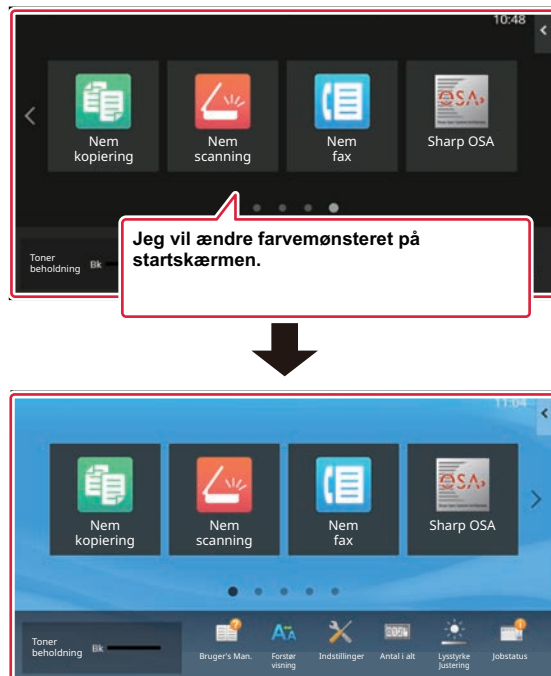 10:48
Nem
kopiering
Nem
scanning
Nem
fax
Sharp OSA
OSA
Jeg vil ændre farvemønsteret på
startskærmen.
Toner
beholdning
Bk
11:04
Nem
kopiering
Nem
scanning
Nem
fax
Sharp OSA
OSA
Toner
beholdning
Bk
Bruger's Man.
Forstør
visning
Indstillinger
Antal i alt
Lysstyrke
Justering
Jobstatus